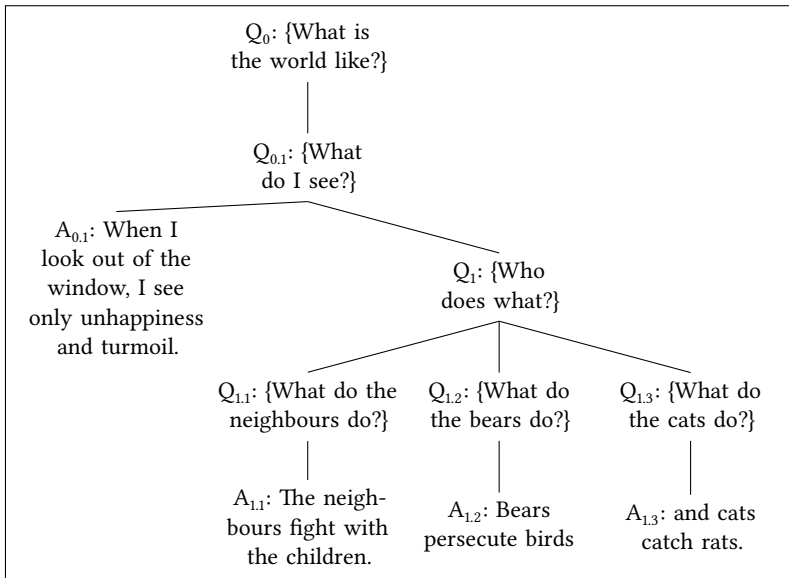 Q₀: {What is
the world like?}
Q₀.₁: {What
do I see?}
A₀.₁: When I
look out of the
window, I see
only unhappiness
and turmoil.
Q₁: {Who
does what?}
Q₁.₁: {What do the
neighbours do?}
Q₁.₂: {What do
the bears do?}
Q₁.₃: {What do
the cats do?}
A₁.₁: The neigh-
bours fight with
the children.
A₁.₂: Bears
persecute birds
A₁.₃: and cats
catch rats.